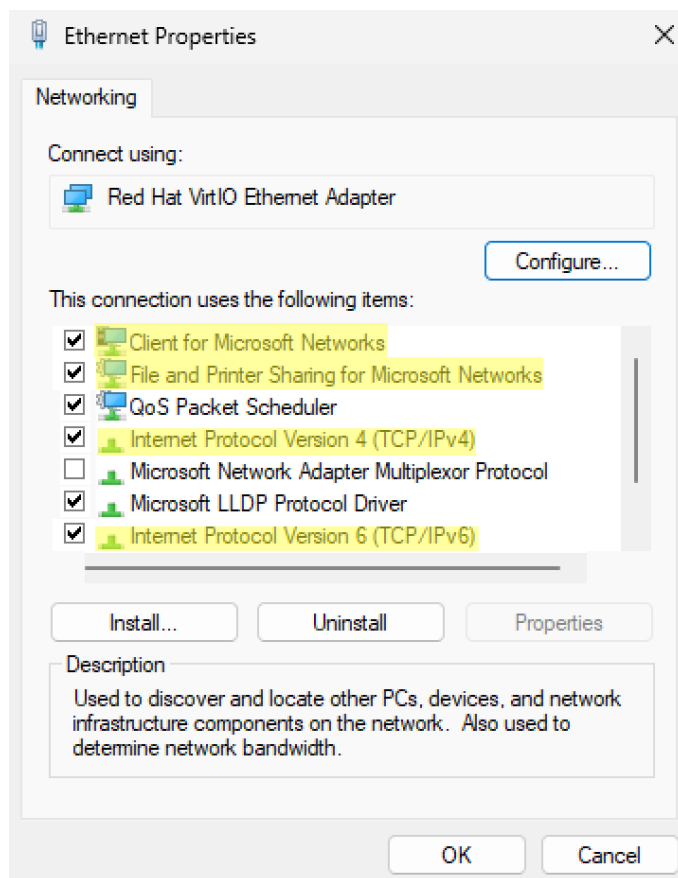 Ethernet Properties
Networking
Connect using:
Red Hat VirtIO Ethernet Adapter
Configure...
This connection uses the following items:
Client for Microsoft Networks
File and Printer Sharing for Microsoft Networks
QoS Packet Scheduler
Internet Protocol Version 4 (TCP/IPv4)
Microsoft Network Adapter Multiplexor Protocol
Microsoft LLDP Protocol Driver
Internet Protocol Version 6 (TCP/IPv6)
Install...
Uninstall
Properties
Description
Used to discover and locate other PCs, devices, and network
infrastructure components on the network. Also used to
determine network bandwidth.
OK
Cancel